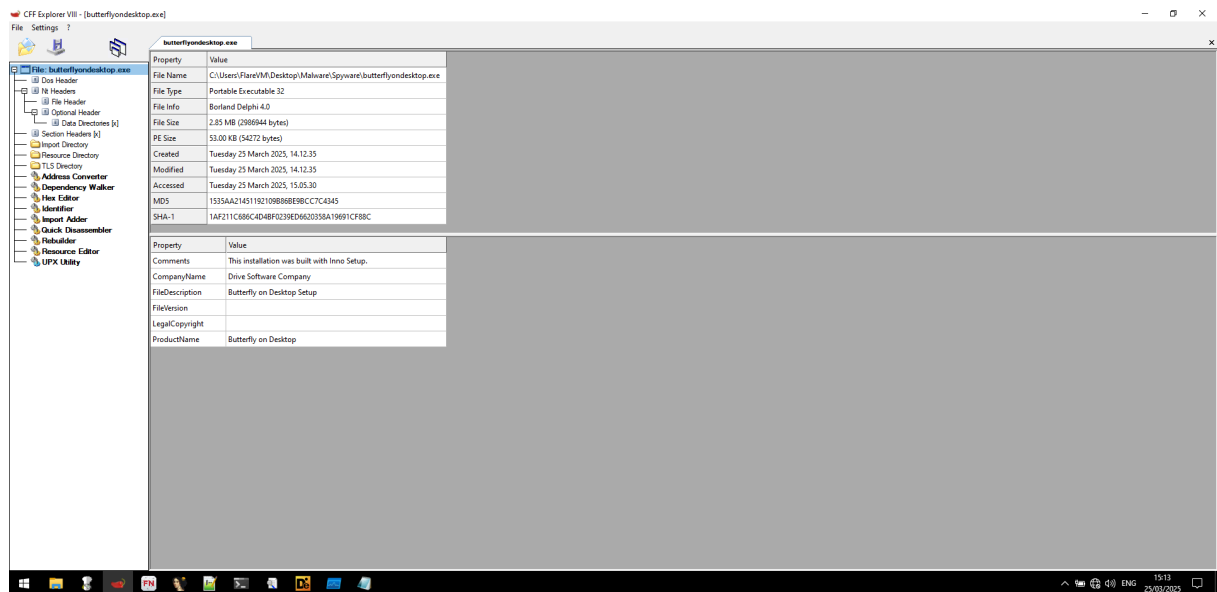 CFF Explorer VIII - [butterflyondesktop.exe]
File Settings ?
butterflyondesktop.exe
File: butterflyondesktop.exe
Dos Header
Nt Headers
File Header
Optional Header
Data Directories [x]
Section Headers [x]
Import Directory
Resource Directory
TLS Directory
Address Converter
Dependency Walker
Hex Editor
Identifier
Import Adder
Quick Disassembler
Rebuilder
Resource Editor
UPX Utility
Property Value
File Name C:\Users\FlareVM\Desktop\Malware\Spyware\butterflyondesktop.exe
File Type Portable Executable 32
File Info Borland Delphi 4.0
File Size 2.85 MB (2986944 bytes)
PE Size 53.00 KB (54272 bytes)
Created Tuesday 25 March 2025, 14.12.35
Modified Tuesday 25 March 2025, 14.12.35
Accessed Tuesday 25 March 2025, 15.05.30
MD5 1535AA21451192109B86BE9BCC7C4345
SHA-1 1AF211C686C4D4BF0239ED6620358A19691CF88C
Property Value
Comments This installation was built with Inno Setup.
CompanyName Drive Software Company
FileDescription Butterfly on Desktop Setup
FileVersion
LegalCopyright
ProductName Butterfly on Desktop
FN
ENG
15:13
25/03/2025